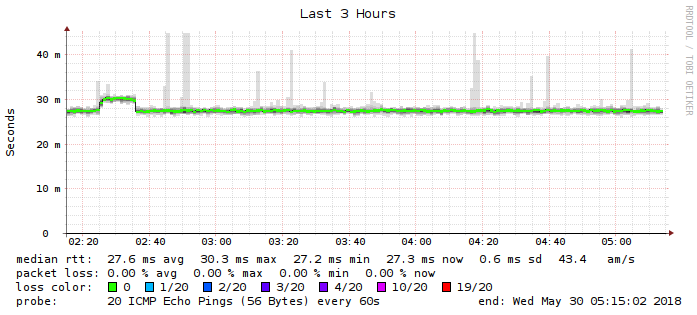 Last 3 Hours
RRDTOOL / TOBI OETIKER
Seconds
40 m
30 m
20 m
10 m
0
02:20 02:40 03:00 03:20 03:40 04:00 04:20 04:40 05:00
median rtt: 27.6 ms avg 30.3 ms max 27.2 ms min 27.3 ms now 0.6 ms sd 43.4 am/s
packet loss: 0.00 % avg 0.00 % max 0.00 % min 0.00 % now
loss color: 0 1/20 2/20 3/20 4/20 10/20 19/20
probe: 20 ICMP Echo Pings (56 Bytes) every 60s end: Wed May 30 05:15:02 2018